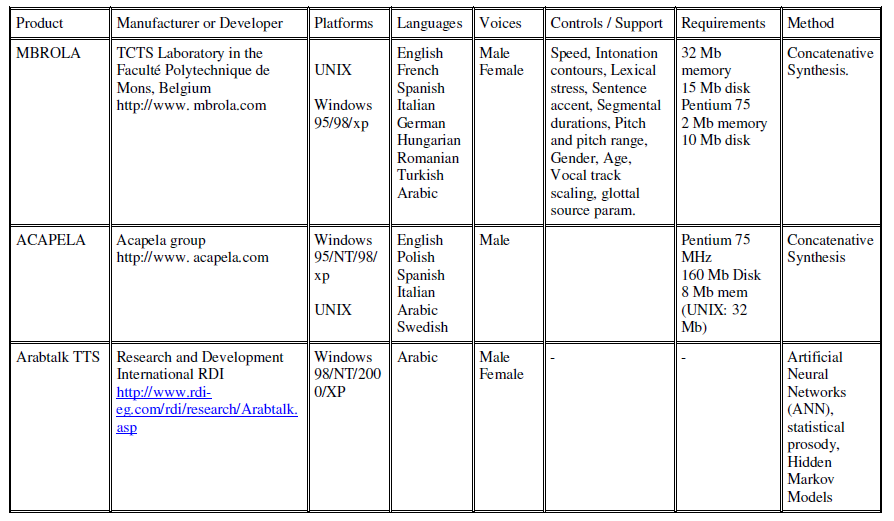 Product
Manufacturer or Developer
Platforms
Languages
Voices
Controls / Support
Requirements
Method
MBROLA
TCTS Laboratory in the
Faculté Polytechnique de
Mons, Belgium
http://www. mbrola.com
UNIX
Windows
95/98/xp
English
French
Spanish
Italian
German
Hungarian
Romanian
Turkish
Arabic
Male
Female
Speed, Intonation
contours, Lexical
stress, Sentence
accent, Segmental
durations, Pitch
and pitch range,
Gender, Age,
Vocal track
scaling, glottal
source param.
32 Mb
memory
15 Mb disk
Pentium 75
2 Mb memory
10 Mb disk
Concatenative
Synthesis.
ACAPELA
Acapela group
http://www. acapela.com
Windows
95/NT/98/
xp
UNIX
English
Polish
Spanish
Italian
Arabic
Swedish
Male
Pentium 75
MHz
160 Mb Disk
8 Mb mem
(UNIX: 32
Mb)
Concatenative
Synthesis
Arabtalk TTS
Research and Development
International RDI
http://www.rdi-
eg.com/rdi/research/Arabtalk.
asp
Windows
98/NT/200
0/XP
Arabic
Male
Female
-
-
Artificial
Neural
Networks
(ANN),
statistical
prosody,
Hidden
Markov
Models